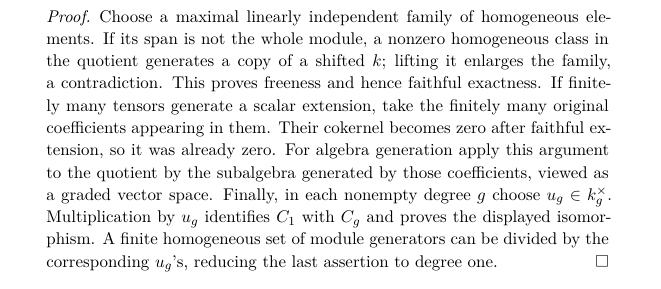 Proof. Choose a maximal linearly independent family of homogeneous ele-
ments. If its span is not the whole module, a nonzero homogeneous class in
the quotient generates a copy of a shifted k; lifting it enlarges the family,
a contradiction. This proves freeness and hence faithful exactness. If finite-
ly many tensors generate a scalar extension, take the finitely many original
coefficients appearing in them. Their cokernel becomes zero after faithful ex-
tension, so it was already zero. For algebra generation apply this argument
to the quotient by the subalgebra generated by those coefficients, viewed as
a graded vector space. Finally, in each nonempty degree g choose u_g ∈ k_g^×.
Multiplication by u_g identifies C_1 with C_g and proves the displayed isomor-
phism. A finite homogeneous set of module generators can be divided by the
corresponding u_g's, reducing the last assertion to degree one. □